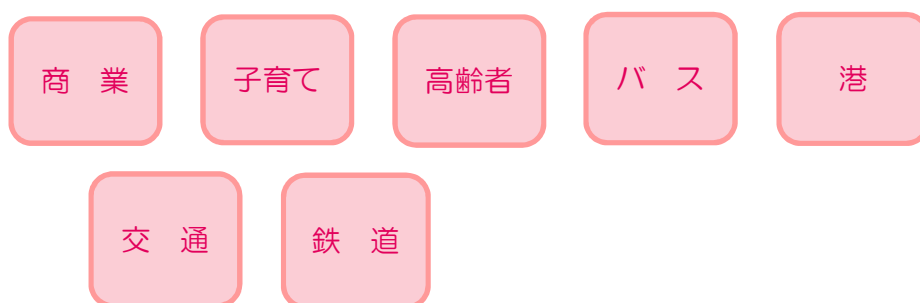 商　業
子育て
高齢者
バ　ス
港
交　通
鉄　道